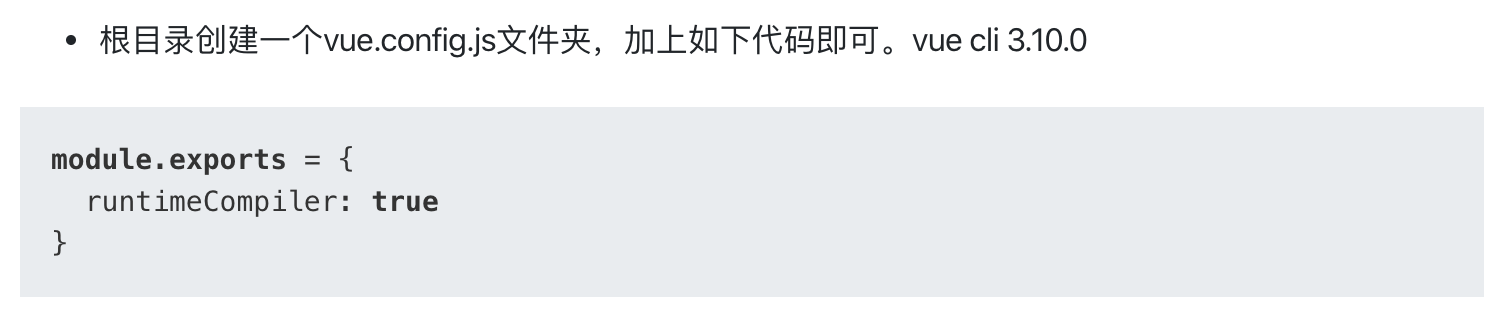 • 根目录创建一个vue.config.js文件夹，加上如下代码即可。vue cli 3.10.0
module.exports = {
  runtimeCompiler: true
}